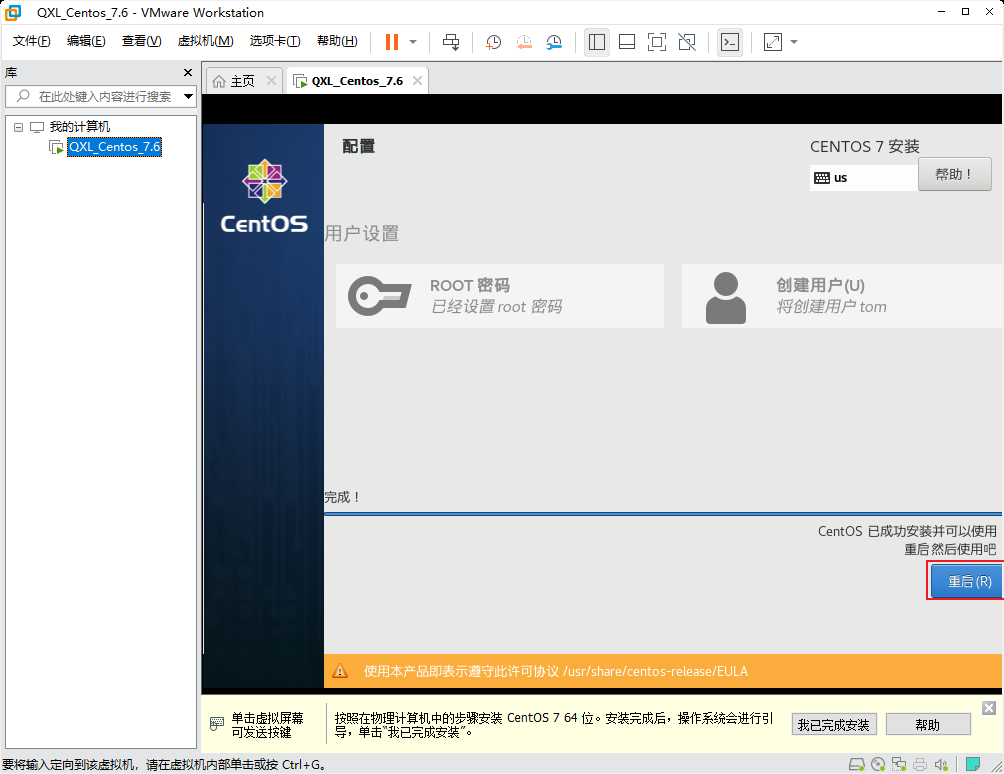 QXL_Centos_7.6 - VMware Workstation
文件(F) 编辑(E) 查看(V) 虚拟机(M) 选项卡(T) 帮助(H)
库
在此处键入内容进行搜索
我的计算机
QXL_Centos_7.6
主页
QXL_Centos_7.6
CentOS
配置
CENTOS 7 安装
us
帮助！
用户设置
ROOT 密码
已经设置 root 密码
创建用户(U)
将创建用户 tom
完成！
CentOS 已成功安装并可以使用
重启然后使用吧
重启(R)
使用本产品即表示遵守此许可协议 /usr/share/centos-release/EULA
单击虚拟屏幕
可发送按键
按照在物理计算机中的步骤安装 CentOS 7 64 位。安装完成后，操作系统会进行引
导，单击“我已完成安装”。
我已完成安装
帮助
要将输入定向到该虚拟机，请在虚拟机内部单击或按 Ctrl+G。